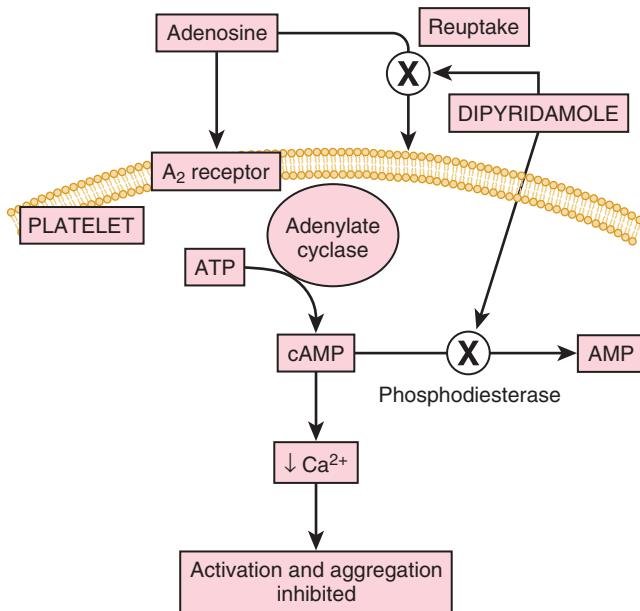 Adenosine
Reuptake
X
DIPYRIDAMOLE
A₂ receptor
PLATELET
Adenylate
cyclase
ATP
cAMP
X
AMP
Phosphodiesterase
↓ Ca²⁺
Activation and aggregation
inhibited